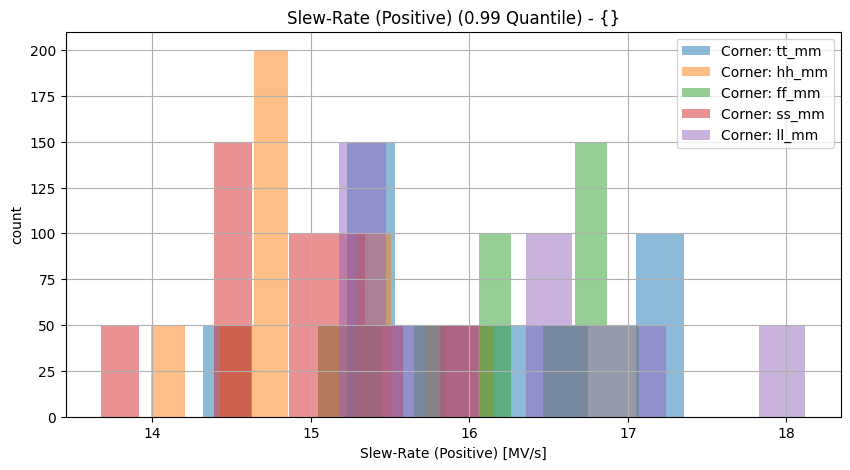 Slew-Rate (Positive) (0.99 Quantile) - {}
Corner: tt_mm
Corner: hh_mm
Corner: ff_mm
Corner: ss_mm
Corner: ll_mm
count
200
175
150
125
100
75
50
25
0
14
15
16
17
18
Slew-Rate (Positive) [MV/s]